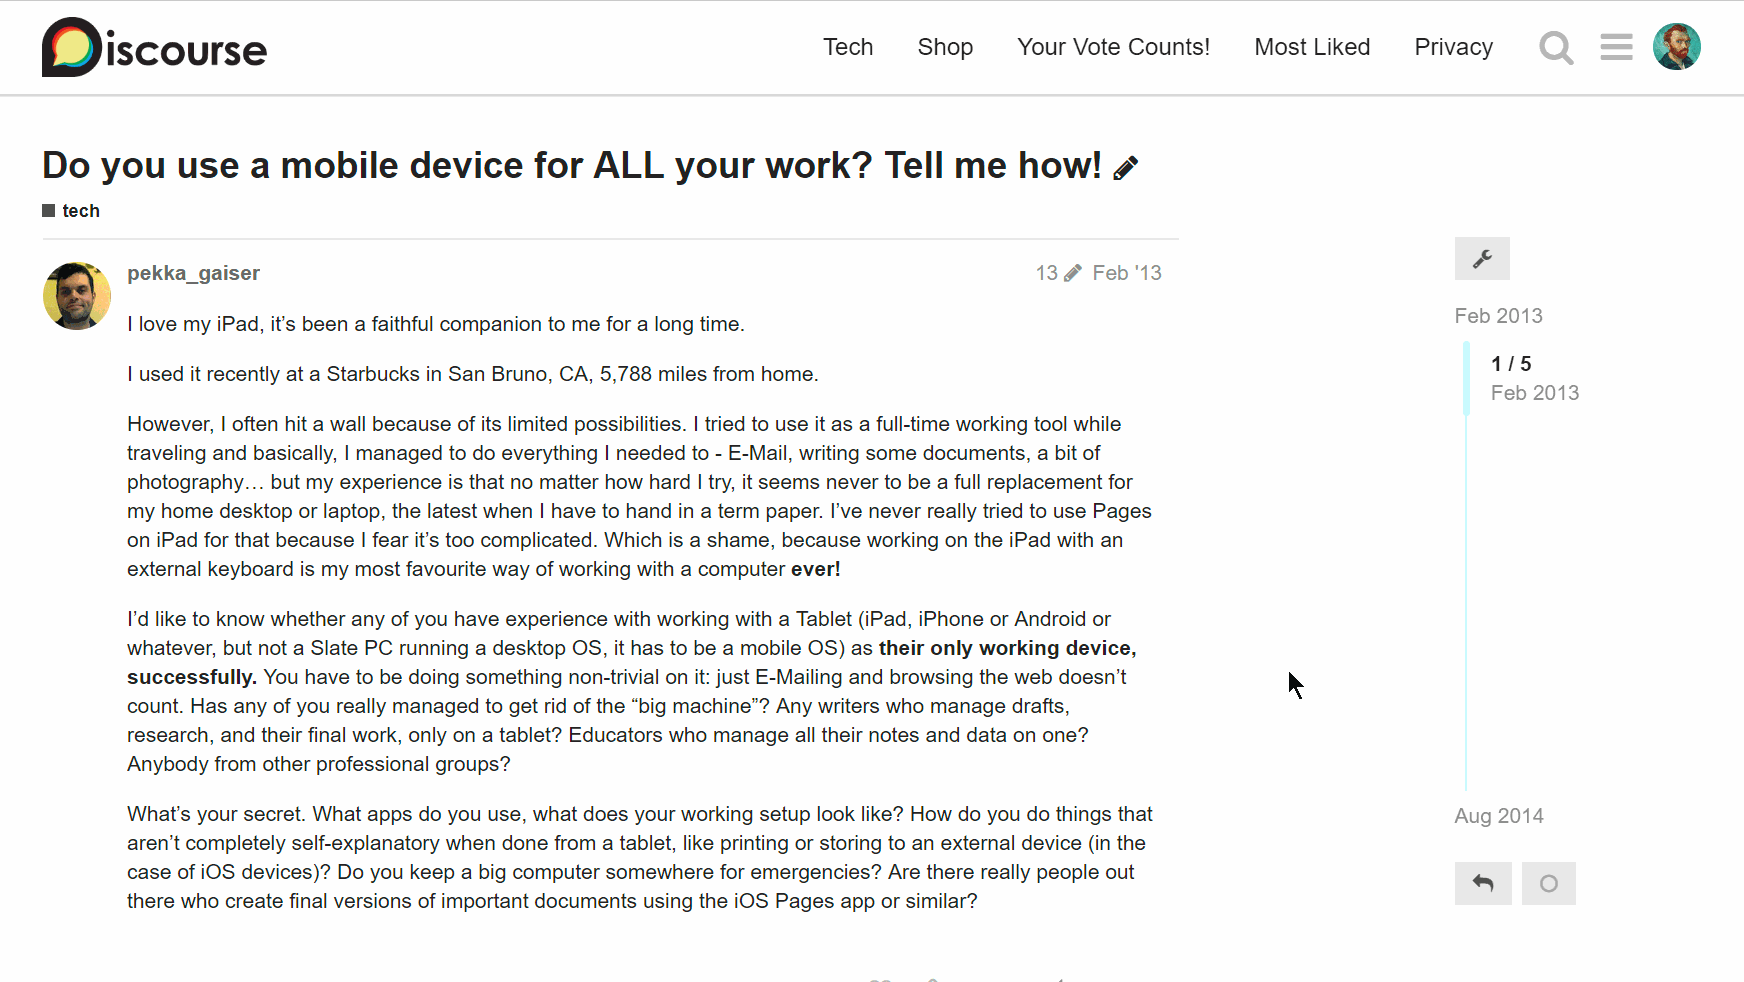 Discourse
Tech Shop Your Vote Counts! Most Liked Privacy
Do you use a mobile device for ALL your work? Tell me how!
tech
pekka_gaiser
13 Feb '13
I love my iPad, it’s been a faithful companion to me for a long time.
I used it recently at a Starbucks in San Bruno, CA, 5,788 miles from home.
However, I often hit a wall because of its limited possibilities. I tried to use it as a full-time working tool while
traveling and basically, I managed to do everything I needed to - E-Mail, writing some documents, a bit of
photography… but my experience is that no matter how hard I try, it seems never to be a full replacement for
my home desktop or laptop, the latest when I have to hand in a term paper. I’ve never really tried to use Pages
on iPad for that because I fear it’s too complicated. Which is a shame, because working on the iPad with an
external keyboard is my most favourite way of working with a computer ever!
I’d like to know whether any of you have experience with working with a Tablet (iPad, iPhone or Android or
whatever, but not a Slate PC running a desktop OS, it has to be a mobile OS) as their only working device,
successfully. You have to be doing something non-trivial on it: just E-Mailing and browsing the web doesn’t
count. Has any of you really managed to get rid of the “big machine”? Any writers who manage drafts,
research, and their final work, only on a tablet? Educators who manage all their notes and data on one?
Anybody from other professional groups?
What’s your secret. What apps do you use, what does your working setup look like? How do you do things that
aren’t completely self-explanatory when done from a tablet, like printing or storing to an external device (in the
case of iOS devices)? Do you keep a big computer somewhere for emergencies? Are there really people out
there who create final versions of important documents using the iOS Pages app or similar?
Feb 2013
1 / 5
Feb 2013
Aug 2014